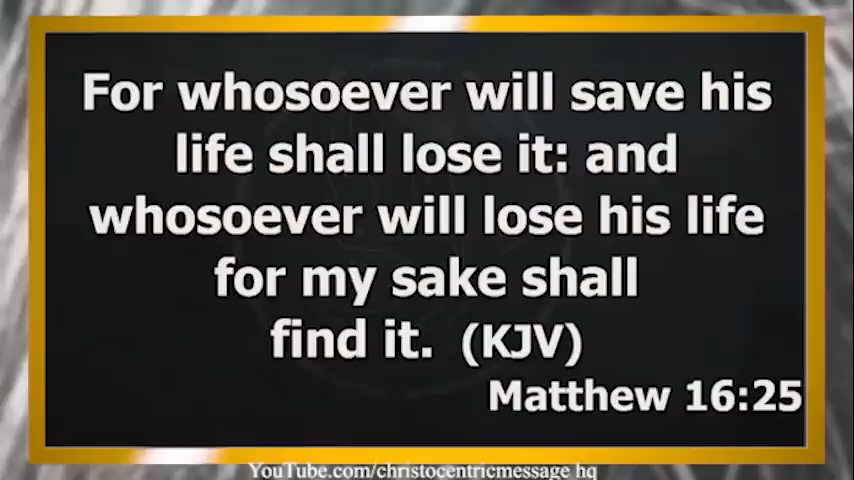 For whosoever will save his
life shall lose it: and
whosoever will lose his life
for my sake shall
find it. (KJV)
Matthew 16:25
YouTube.com/christocentricmessage hq